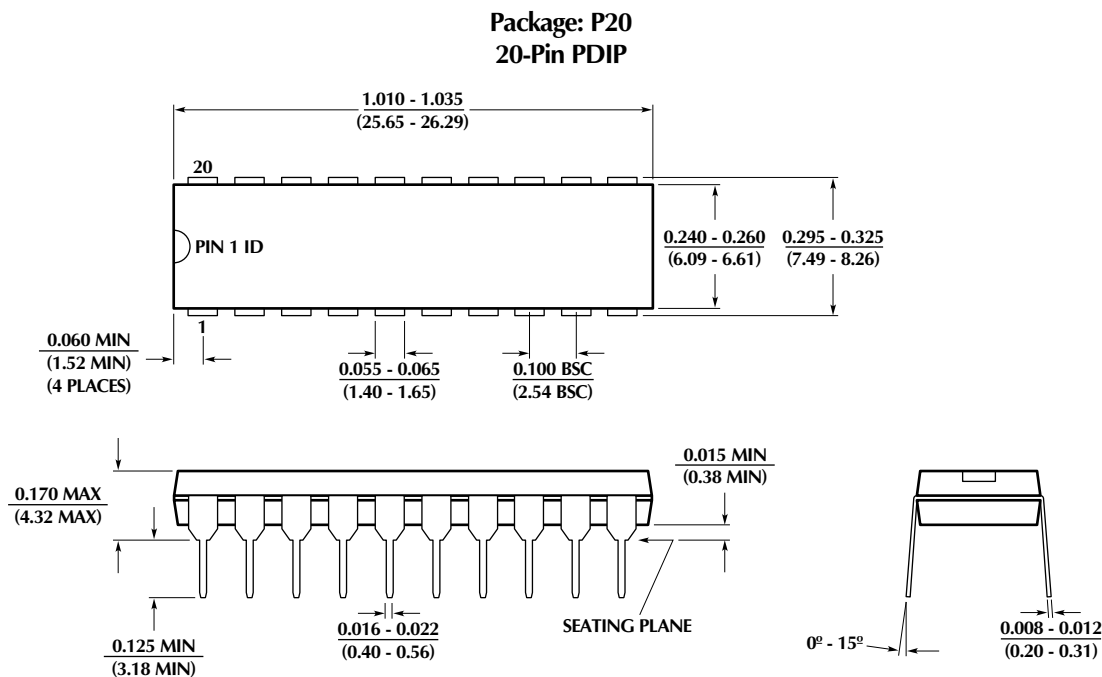 Package: P20
20-Pin PDIP
1.010 - 1.035
(25.65 - 26.29)
20
PIN 1 ID
0.240 - 0.260
(6.09 - 6.61)
0.295 - 0.325
(7.49 - 8.26)
1
0.060 MIN
(1.52 MIN)
(4 PLACES)
0.055 - 0.065
(1.40 - 1.65)
0.100 BSC
(2.54 BSC)
0.170 MAX
(4.32 MAX)
0.015 MIN
(0.38 MIN)
0.125 MIN
(3.18 MIN)
0.016 - 0.022
(0.40 - 0.56)
SEATING PLANE
0º - 15º
0.008 - 0.012
(0.20 - 0.31)